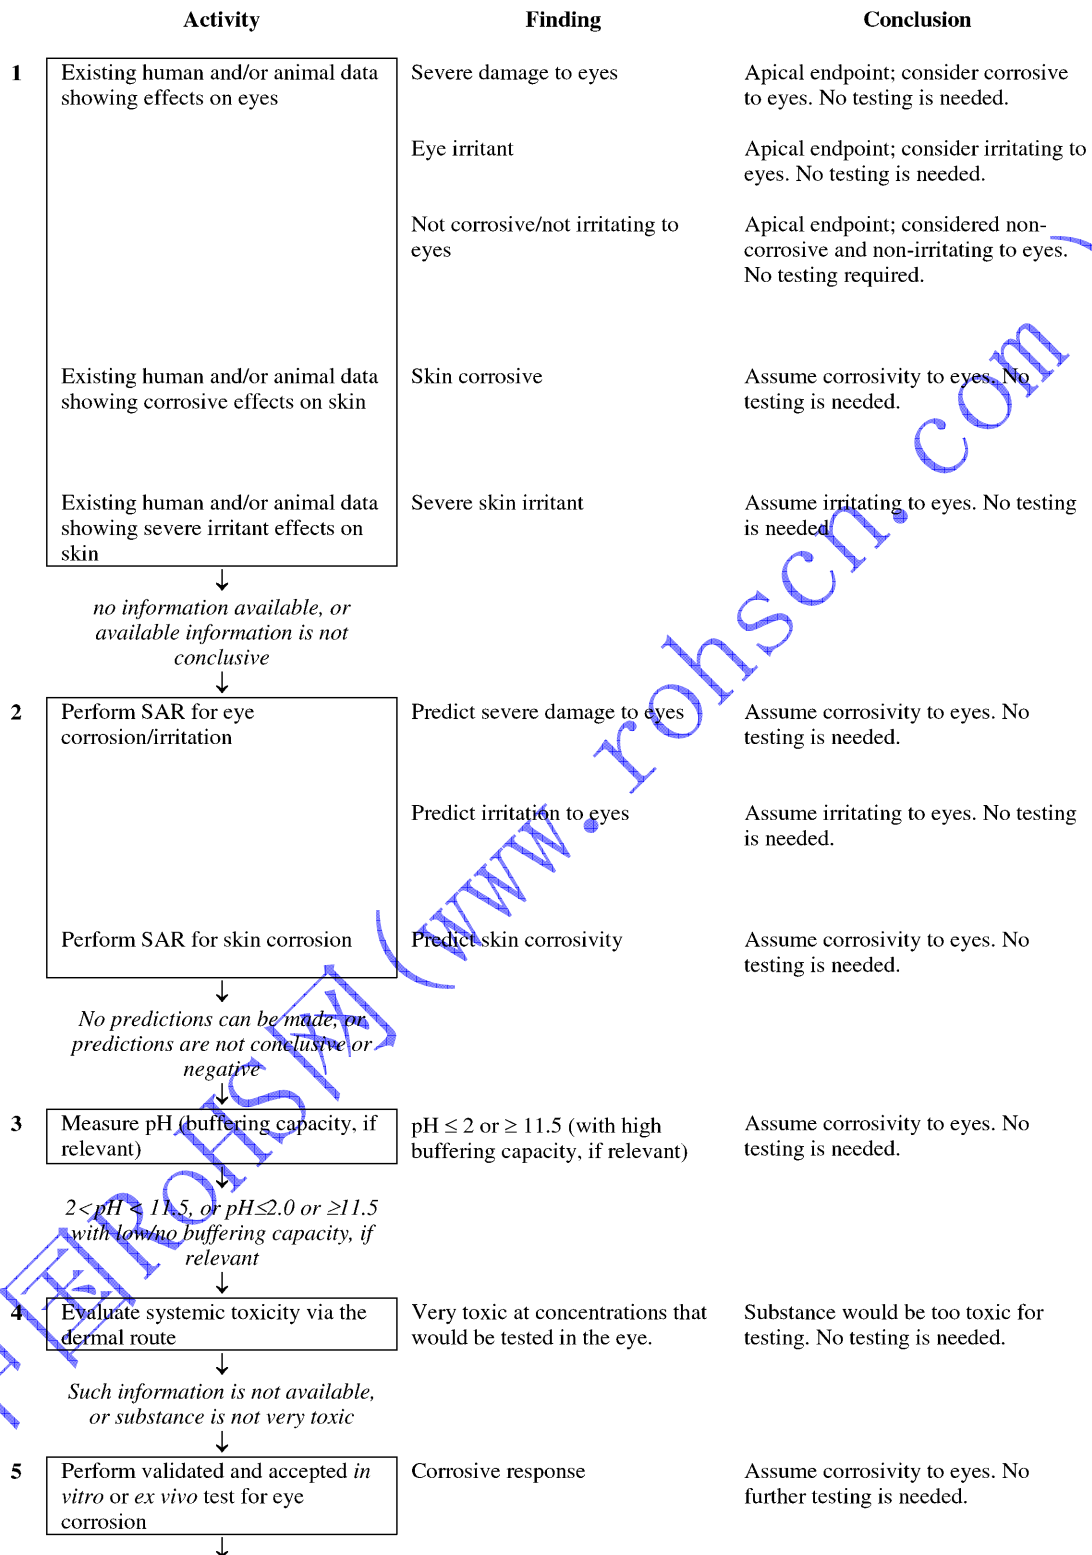 Activity Finding Conclusion
1 Existing human and/or animal data Severe damage to eyes Apical endpoint; consider corrosive
showing effects on eyes to eyes. No testing is needed.
Eye irritant Apical endpoint; consider irritating to
eyes. No testing is needed.
Not corrosive/not irritating to Apical endpoint; considered non-
eyes corrosive and non-irritating to eyes.
No testing required.
Existing human and/or animal data Skin corrosive Assume corrosivity to eyes. No
showing corrosive effects on skin testing is needed.
Existing human and/or animal data Severe skin irritant Assume irritating to eyes. No testing
showing severe irritant effects on is needed
skin
↓
no information available, or
available information is not
conclusive
↓
2 Perform SAR for eye Predict severe damage to eyes Assume corrosivity to eyes. No
corrosion/irritation testing is needed.
Predict irritation to eyes Assume irritating to eyes. No testing
is needed.
Perform SAR for skin corrosion Predict skin corrosivity Assume corrosivity to eyes. No
testing is needed.
↓
No predictions can be made, or
predictions are not conclusive or
negative
↓
3 Measure pH (buffering capacity, if pH ≤ 2 or ≥ 11.5 (with high Assume corrosivity to eyes. No
relevant) buffering capacity, if relevant) testing is needed.
↓
2<pH < 11.5, or pH≤2.0 or ≥11.5
with low/no buffering capacity, if
relevant
↓
4 Evaluate systemic toxicity via the Very toxic at concentrations that Substance would be too toxic for
dermal route would be tested in the eye. testing. No testing is needed.
↓
Such information is not available,
or substance is not very toxic
↓
5 Perform validated and accepted in Corrosive response Assume corrosivity to eyes. No
vitro or ex vivo test for eye further testing is needed.
corrosion
↓
国RoHS网(www.rohscn.com)